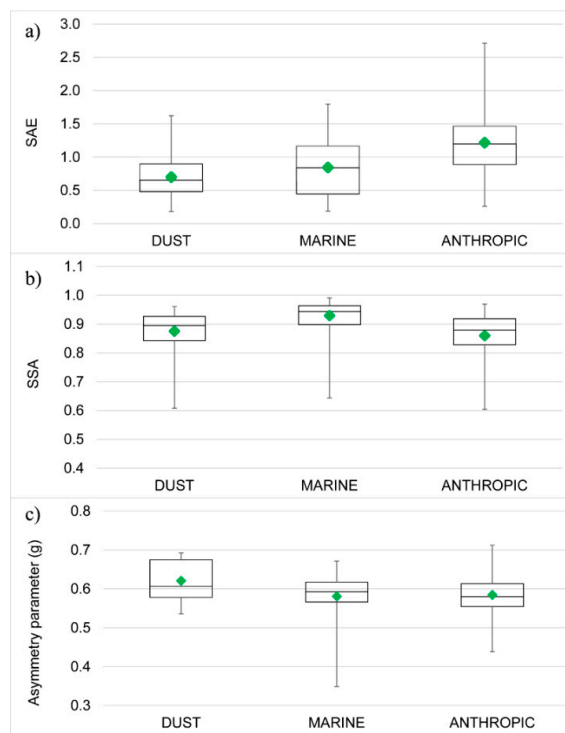 a)
SAE
3.0
2.5
2.0
1.5
1.0
0.5
0.0
DUST MARINE ANTHROPIC
b)
SSA
1.1
1.0
0.9
0.8
0.7
0.6
0.5
0.4
DUST MARINE ANTHROPIC
c)
Asymmetry parameter (g)
0.8
0.7
0.6
0.5
0.4
0.3
DUST MARINE ANTHROPIC